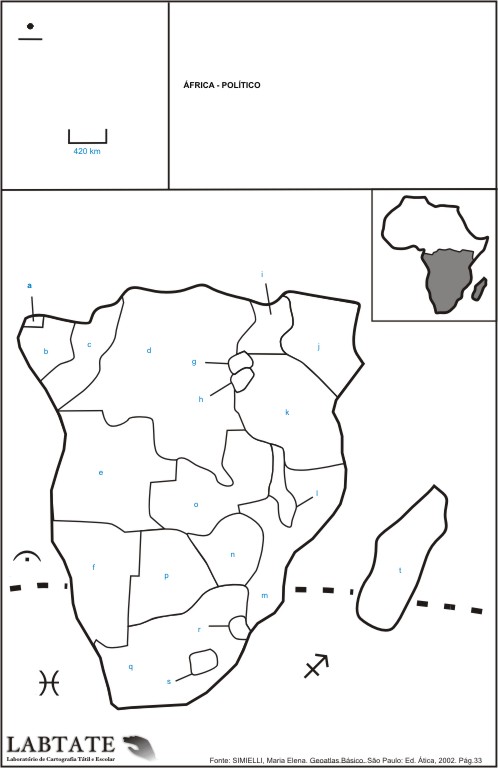 ÁFRICA - POLÍTICO
420 km
a
i
b
c
d
j
g
h
k
e
l
o
n
f
p
m
t
r
q
s
LABTATE
Laboratório de Cartografia Tátil e Escolar
Fonte: SIMIELLI, Maria Elena. Geoatlas Básico. São Paulo: Ed. Ática, 2002. Pág.33